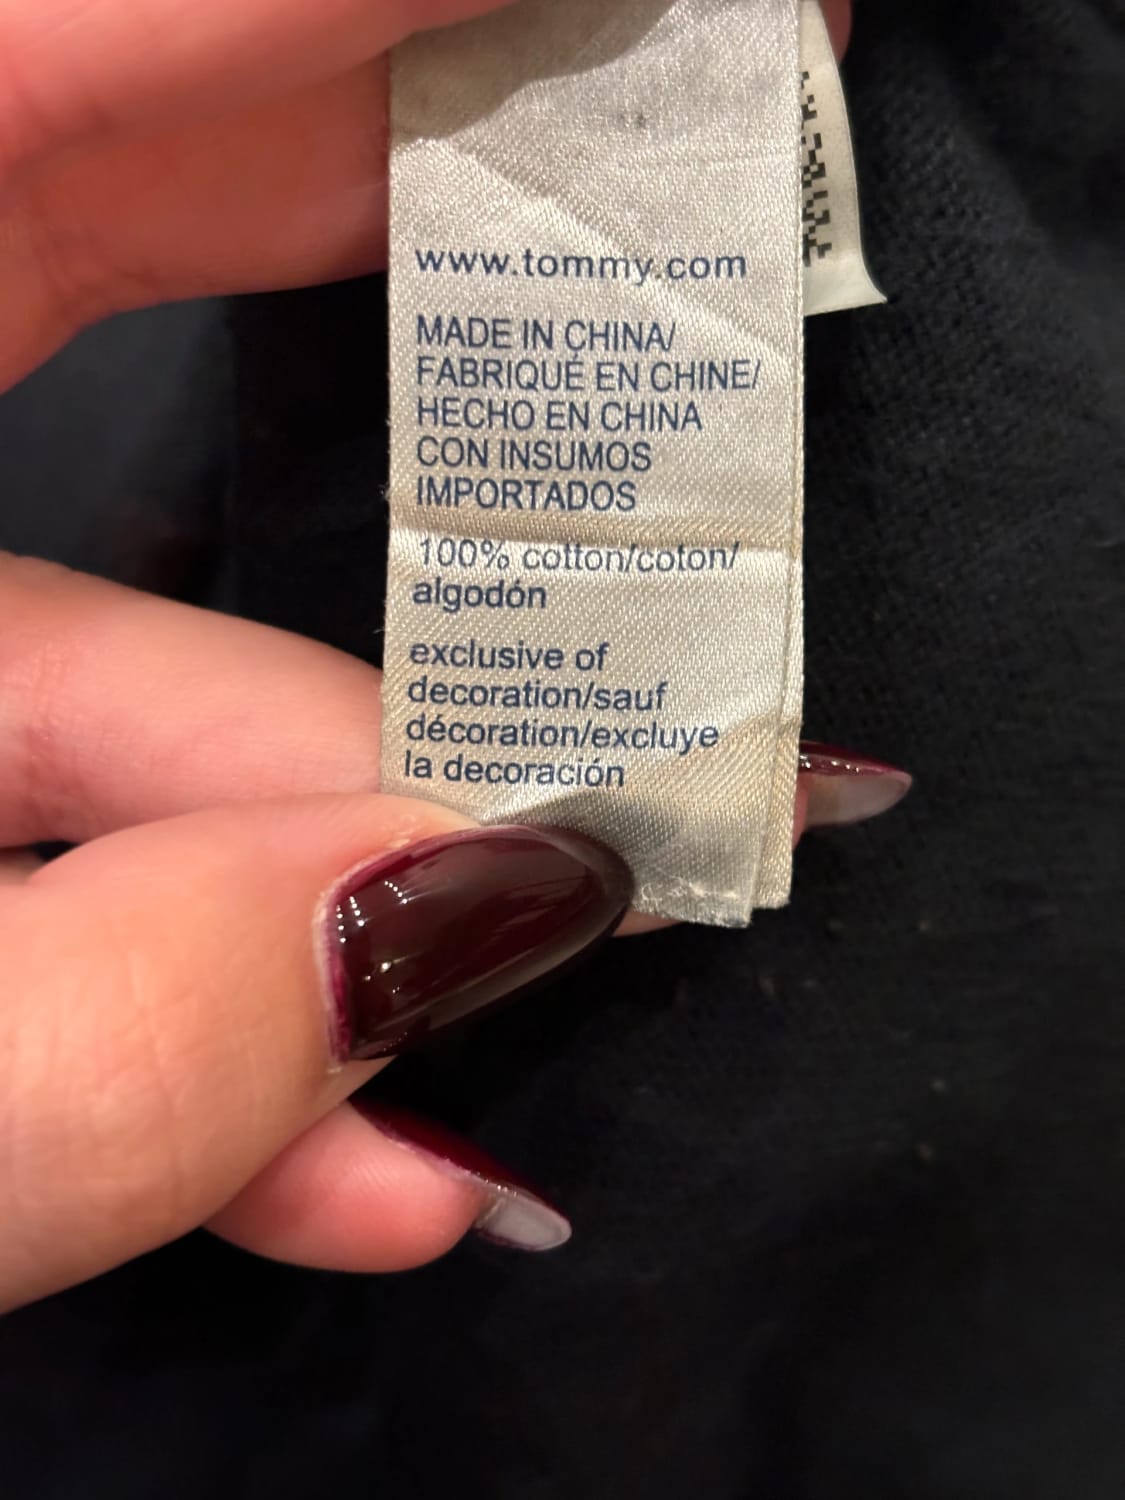 www.tommy.com
MADE IN CHINA/
FABRIQUÉ EN CHINE/
HECHO EN CHINA
CON INSUMOS
IMPORTADOS
100% cotton/coton/
algodón
exclusive of
decoration/sauf
décoration/excluye
la decoración